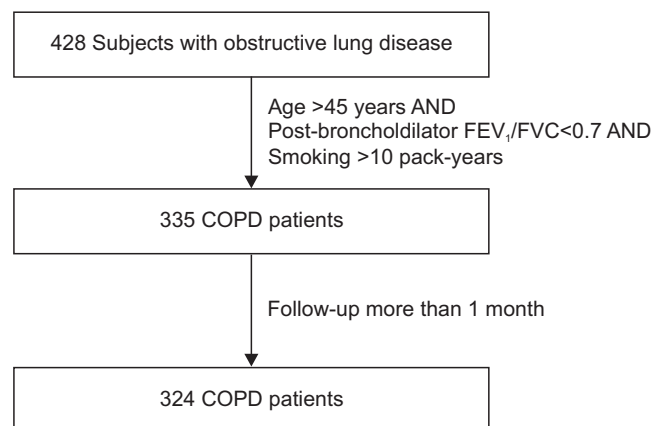 428 Subjects with obstructive lung disease
Age >45 years AND
Post-broncholdilator FEV₁/FVC<0.7 AND
Smoking >10 pack-years
335 COPD patients
Follow-up more than 1 month
324 COPD patients